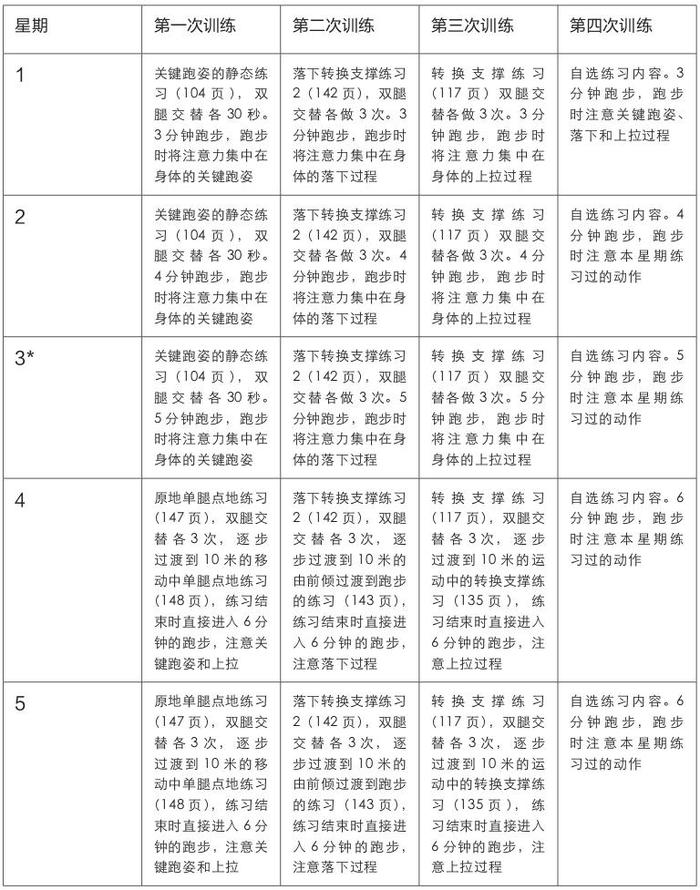 星期
第一次训练
第二次训练
第三次训练
第四次训练
1
关键跑姿的静态练
习（104 页），双
腿交替各 30 秒。
3 分钟跑步，跑步
时将注意力集中在
身体的关键跑姿
落下转换支撑练习
2（142 页），双腿
交替各做 3 次。3
分钟跑步，跑步时
将注意力集中在身
体的落下过程
转换支撑练习
（117 页）双腿交
替各做 3 次。3 分
钟跑步，跑步时
将注意力集中在
身体的上拉过程
自选练习内容。3
分钟跑步，跑步
时注意关键跑姿、
落下和上拉过程
2
关键跑姿的静态练
习（104 页），双
腿交替各 30 秒。
4 分钟跑步，跑步
时将注意力集中在
身体的关键跑姿
落下转换支撑练习
2（142 页），双腿
交替各做 3 次。4
分钟跑步，跑步时
将注意力集中在身
体的落下过程
转换支撑练习
（117 页）双腿交
替各做 3 次。4 分
钟跑步，跑步时
将注意力集中在
身体的上拉过程
自选练习内容。4
分钟跑步，跑步
时注意本星期练
习过的动作
3*
关键跑姿的静态练
习（104 页），双
腿交替各 30 秒。
5 分钟跑步，跑步
时将注意力集中在
身体的关键跑姿
落下转换支撑练习
2（142 页），双腿
交替各做 3 次。5
分钟跑步，跑步时
将注意力集中在身
体的落下过程
转换支撑练习
（117 页）双腿交
替各做 3 次。5 分
钟跑步，跑步时
将注意力集中在
身体的上拉过程
自选练习内容。5
分钟跑步，跑步
时注意本星期练
习过的动作
4
原地单腿点地练习
（147 页），双腿交
替各 3 次，逐步
过渡到 10 米的移
动中单腿点地练习
（148 页），练习结
束时直接进入 6 分
钟的跑步，注意关
键跑姿和上拉
落下转换支撑练习
2（142 页），双腿
交替各 3 次，逐
步过渡到 10 米的
由前倾过渡到跑步
的练习（143 页），
练习结束时直接进
入 6 分钟的跑步，
注意落下过程
转换支撑练习
（117 页），双腿交
替各 3 次，逐步
过渡到 10 米的运
动中的转换支撑练
习（135 页），练
习结束时直接进入
6 分钟的跑步，注
意上拉过程
自选练习内容。6
分钟跑步，跑步
时注意本星期练
习过的动作
5
原地单腿点地练习
（147 页），双腿交
替各 3 次，逐步
过渡到 10 米的移
动中单腿点地练习
（148 页），练习结
束时直接进入 6 分
钟的跑步，注意关
键跑姿和上拉
落下转换支撑练习
2（142 页），双腿
交替各 3 次，逐
步过渡到 10 米的
由前倾过渡到跑步
的练习（143 页），
练习结束时直接进
入 6 分钟的跑步，
注意落下过程
转换支撑练习
（117 页），双腿交
替各 3 次，逐步
过渡到 10 米的运
动中的转换支撑练
习（135 页），练
习结束时直接进入
6 分钟的跑步，注
意上拉过程
自选练习内容。6
分钟跑步，跑步
时注意本星期练
习过的动作